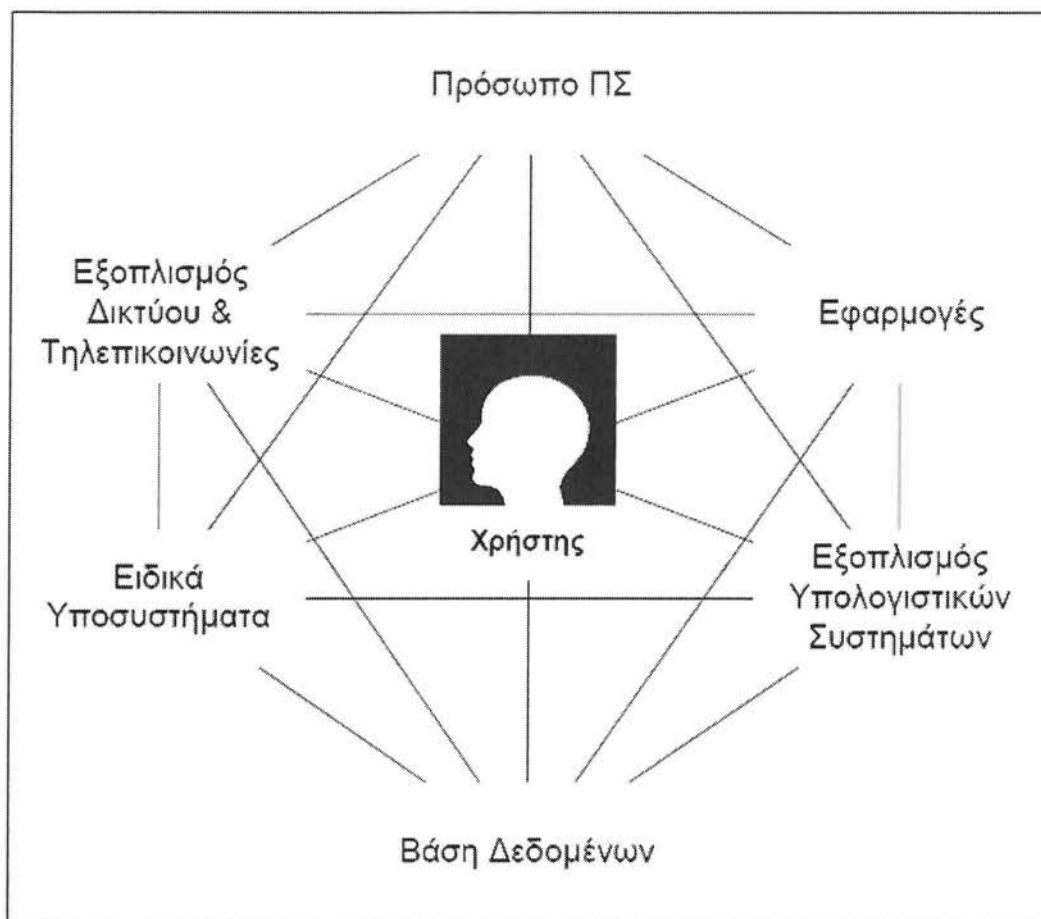 Πρόσωπο ΠΣ
Εξοπλισμός
Δικτύου &
Τηλεπικοινωνίες
Εφαρμογές
Χρήστης
Ειδικά
Υποσυστήματα
Εξοπλισμός
Υπολογιστικών
Συστημάτων
Βάση Δεδομένων